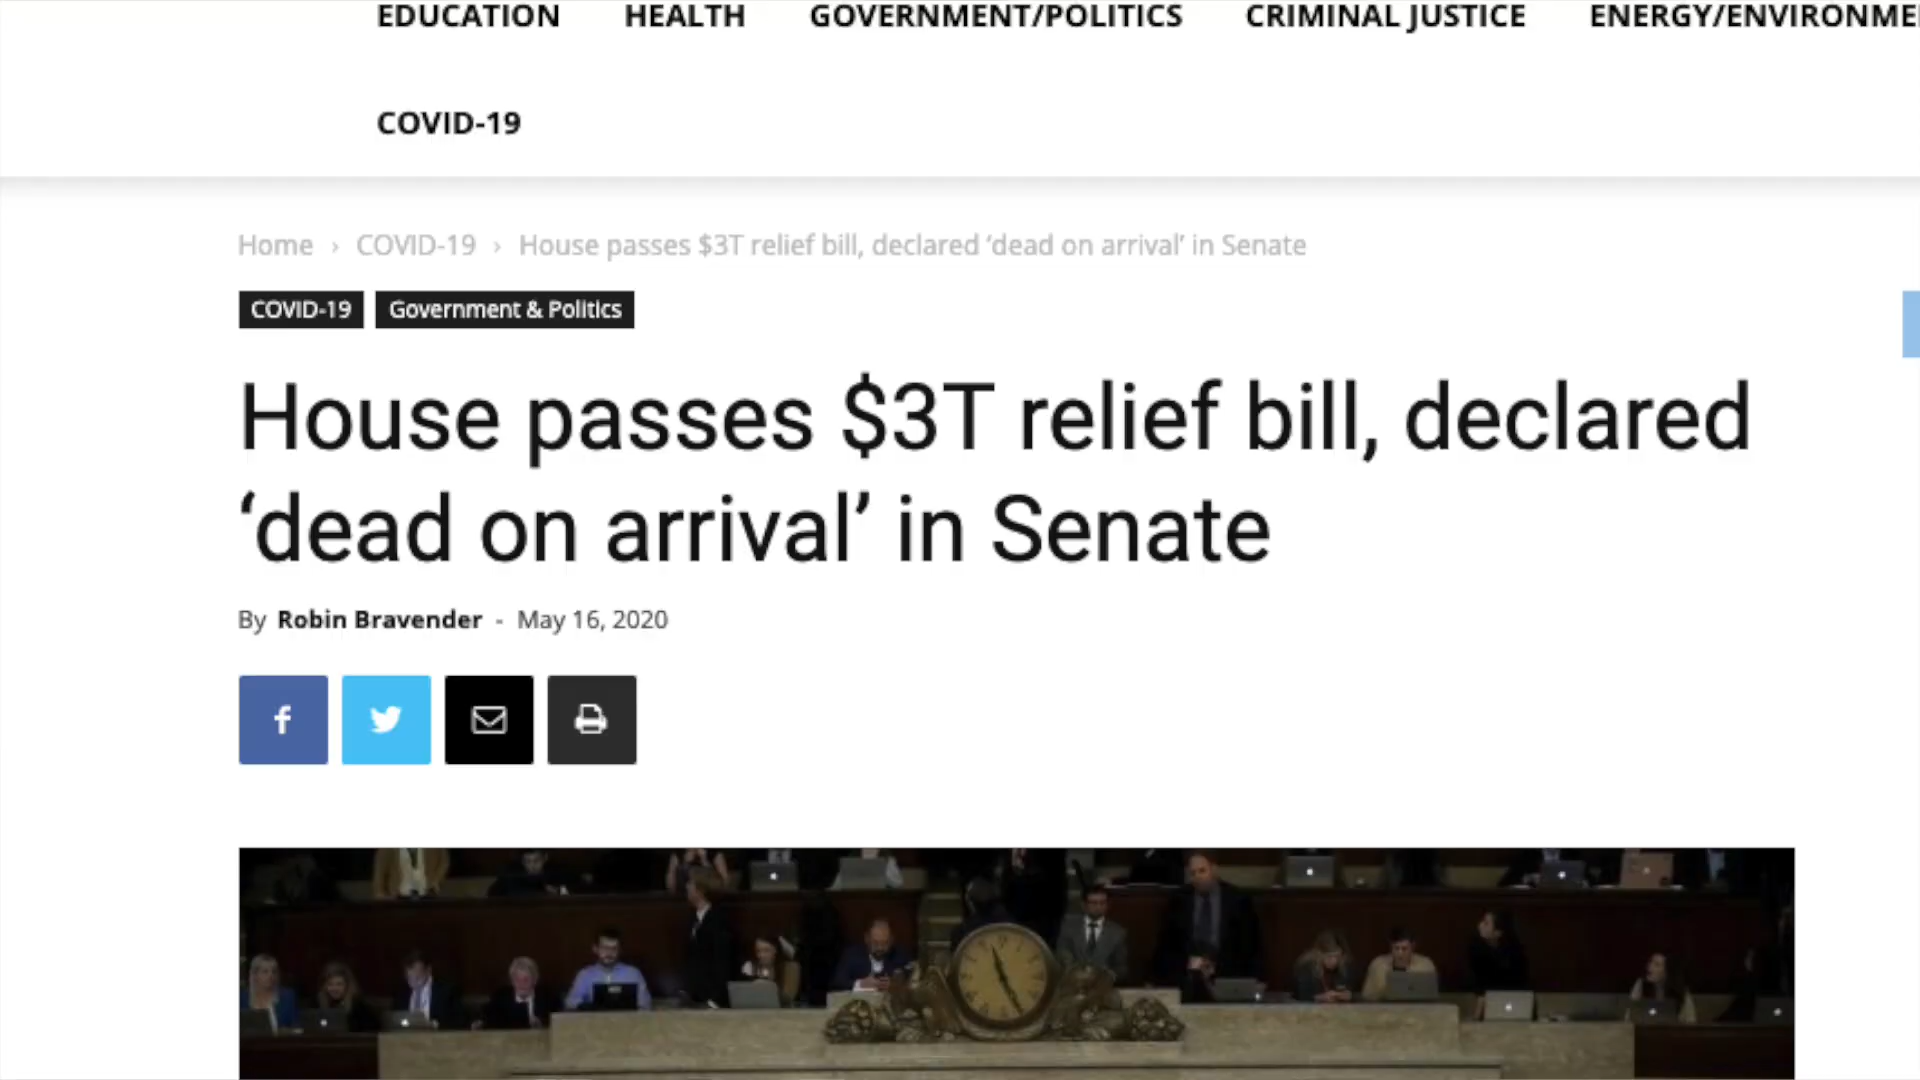 EDUCATION HEALTH GOVERNMENT/POLITICS CRIMINAL JUSTICE ENERGY/ENVIRONME
COVID-19
Home › COVID-19 › House passes $3T relief bill, declared ‘dead on arrival’ in Senate
COVID-19 Government & Politics
House passes $3T relief bill, declared
‘dead on arrival’ in Senate
By Robin Bravender - May 16, 2020